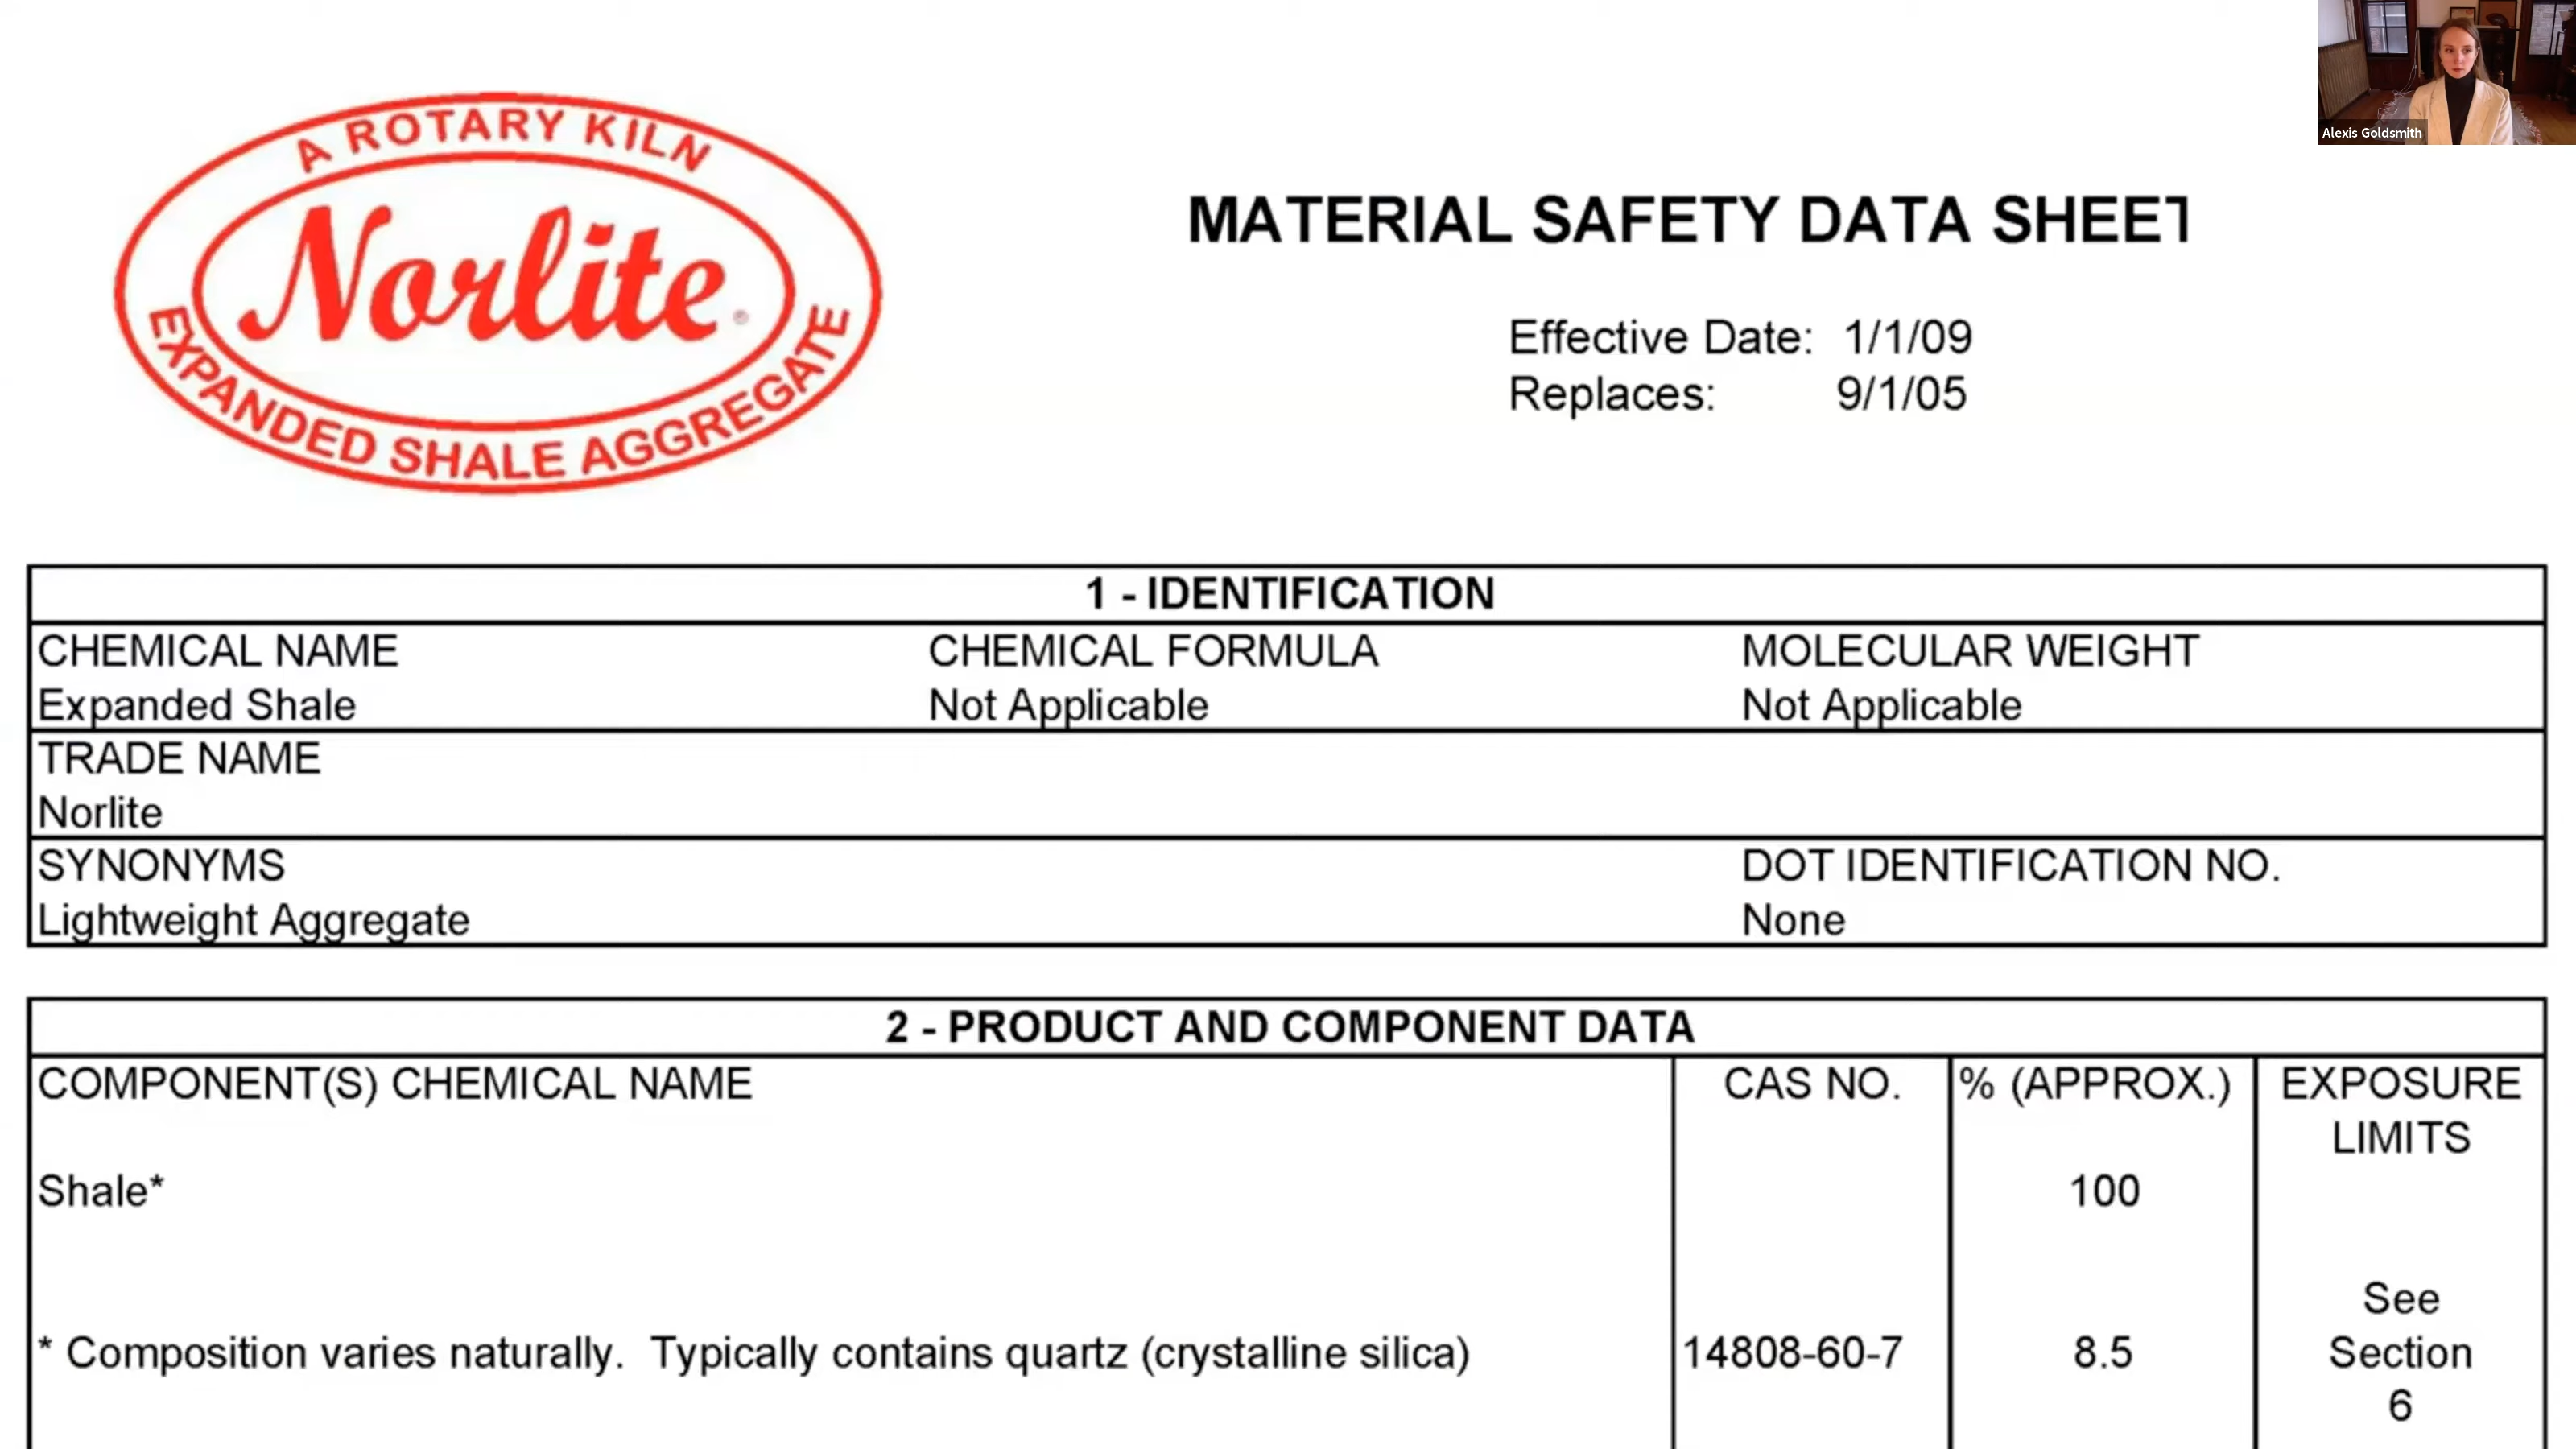 Alexis Goldsmith
A ROTARY KILN
Norlite
EXPANDED SHALE AGGREGATE
MATERIAL SAFETY DATA SHEET
Effective Date: 1/1/09
Replaces: 9/1/05
1 - IDENTIFICATION
CHEMICAL NAME CHEMICAL FORMULA MOLECULAR WEIGHT
Expanded Shale Not Applicable Not Applicable
TRADE NAME
Norlite
SYNONYMS DOT IDENTIFICATION NO.
Lightweight Aggregate None
2 - PRODUCT AND COMPONENT DATA
COMPONENT(S) CHEMICAL NAME CAS NO. % (APPROX.) EXPOSURE
LIMITS
Shale* 100
See
* Composition varies naturally. Typically contains quartz (crystalline silica) 14808-60-7 8.5 Section
6